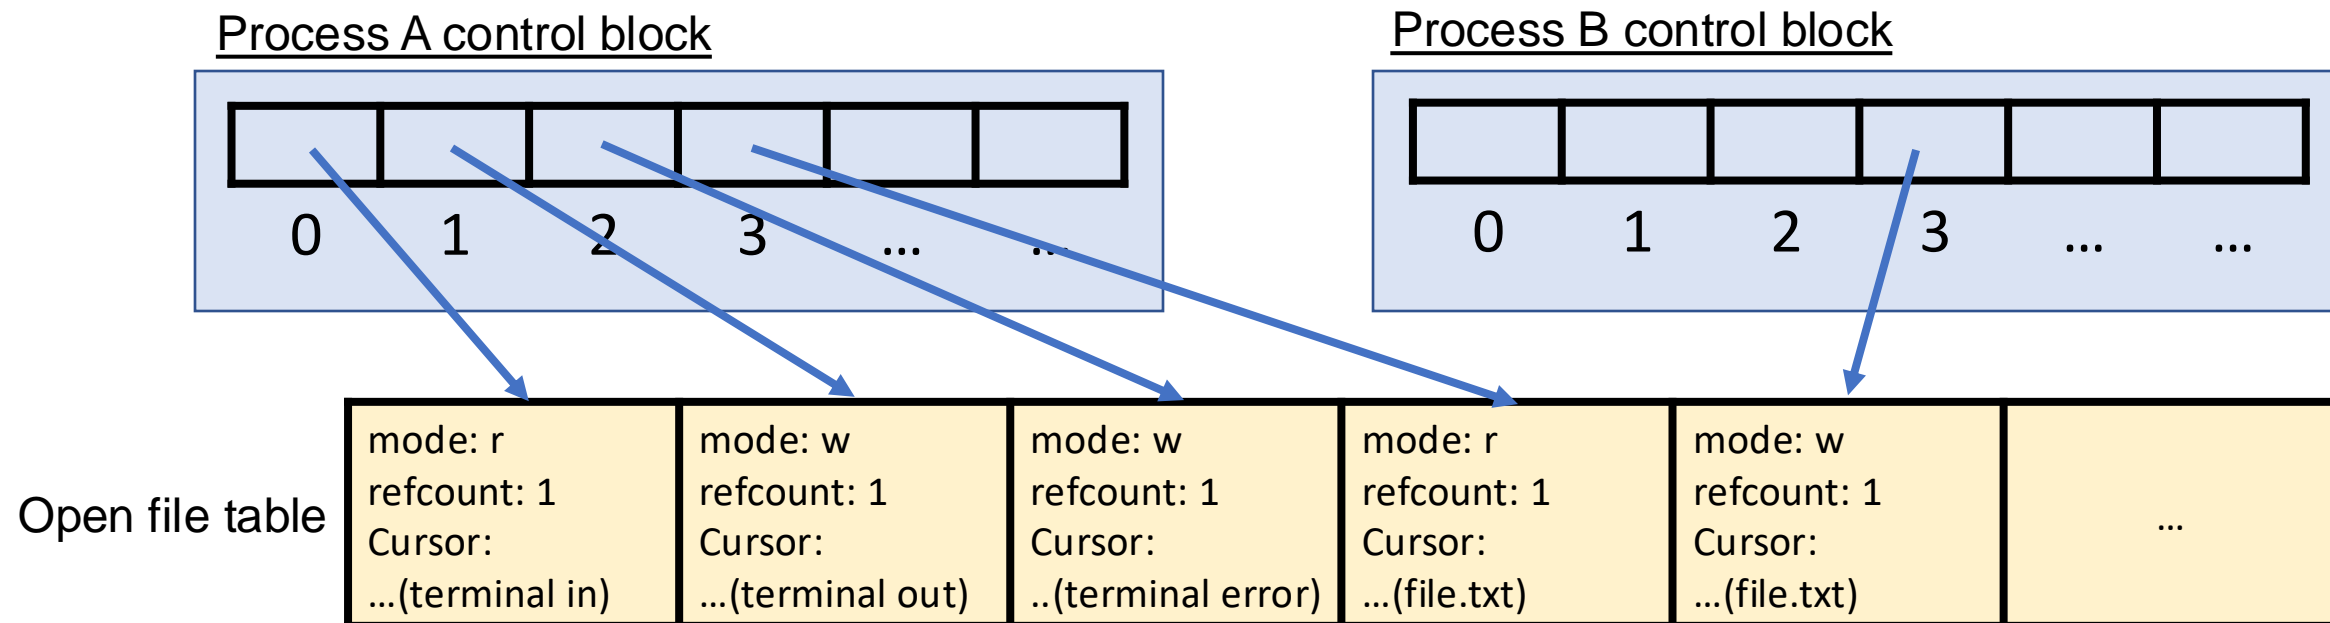 Process A control block
Process B control block
0 1 2 3 ... ...
0 1 2 3 ... ...
Open file table
mode: r
refcount: 1
Cursor:
...(terminal in)
mode: w
refcount: 1
Cursor:
...(terminal out)
mode: w
refcount: 1
Cursor:
..(terminal error)
mode: r
refcount: 1
Cursor:
...(file.txt)
mode: w
refcount: 1
Cursor:
...(file.txt)
...